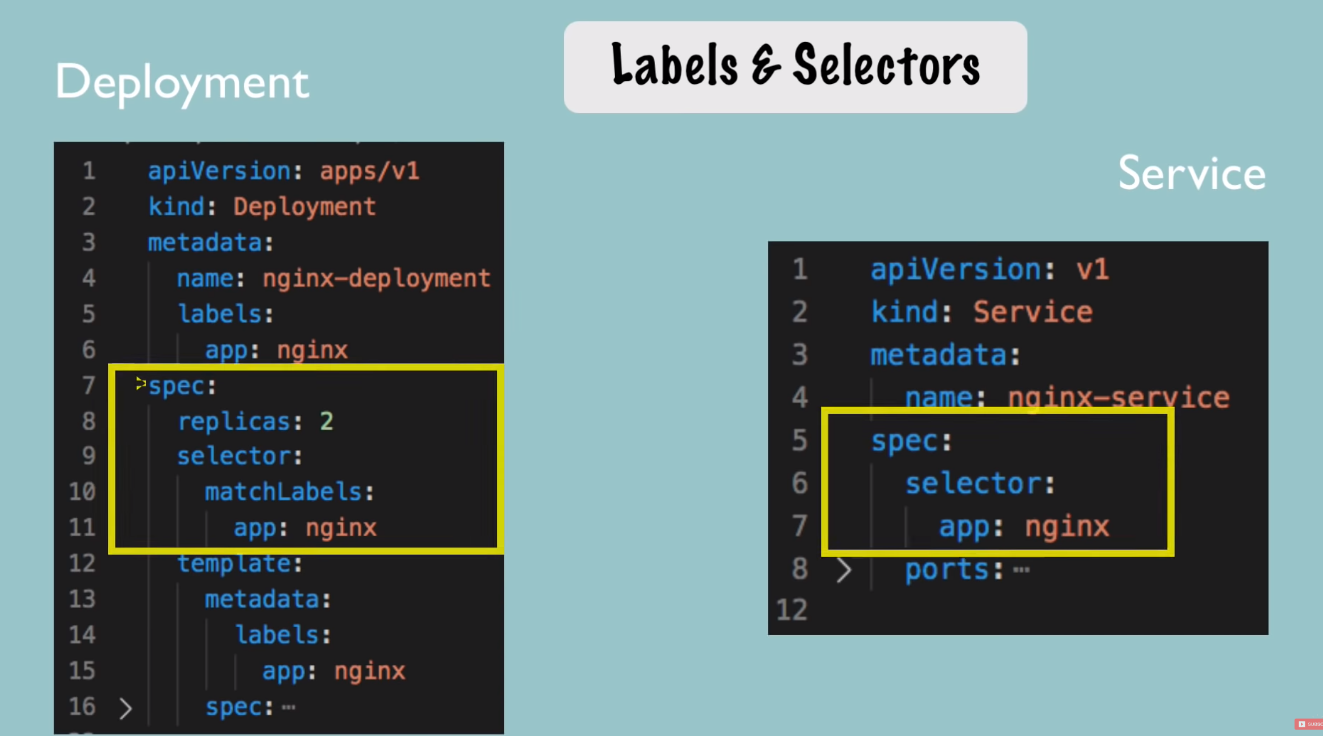 Labels & Selectors
Deployment
1 apiVersion: apps/v1
2 kind: Deployment
3 metadata:
4 name: nginx-deployment
5 labels:
6 app: nginx
7 spec:
8 replicas: 2
9 selector:
10 matchLabels:
11 app: nginx
12 template:
13 metadata:
14 labels:
15 app: nginx
16 spec:
Service
1 apiVersion: v1
2 kind: Service
3 metadata:
4 name: nginx-service
5 spec:
6 selector:
7 app: nginx
8 ports:
12